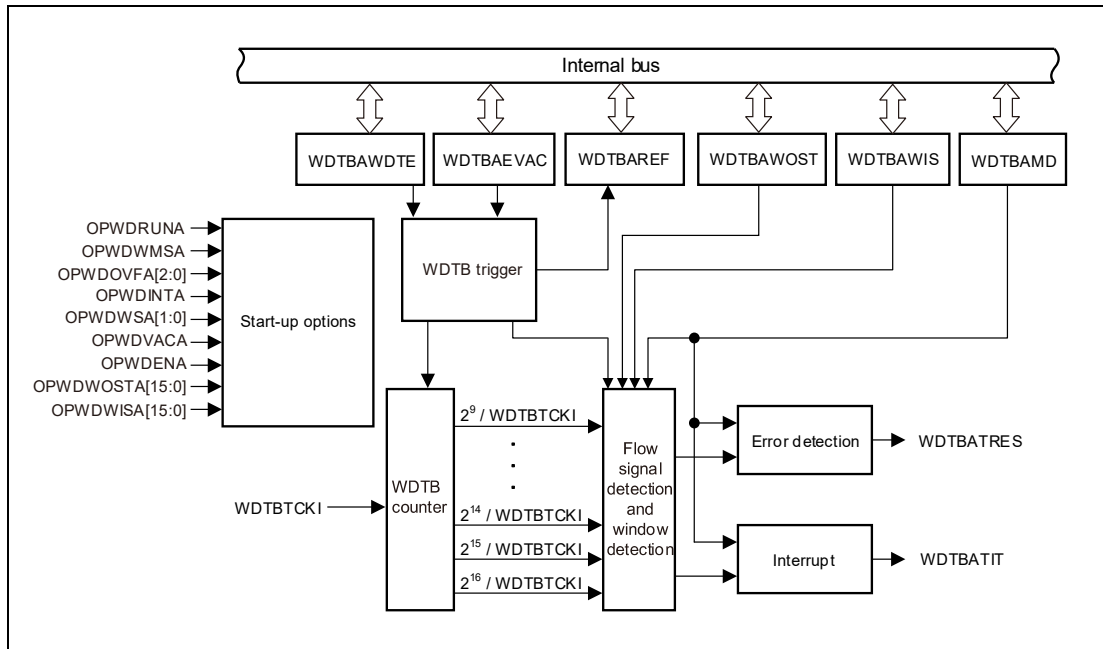 Internal bus
WDTBAWDTE
WDTBAEVAC
WDTBAREF
WDTBAWOST
WDTBAWIS
WDTBAMD
OPWDRUNA
OPWDWMSA
OPWDOVFA[2:0]
OPWDINTA
OPWDWSA[1:0]
OPWDVACA
OPWDENA
OPWDWOSTA[15:0]
OPWDWISA[15:0]
Start-up options
WDTB trigger
WDTBTCKI
WDTB
counter
2⁹ / WDTBTCKI
2¹⁴ / WDTBTCKI
2¹⁵ / WDTBTCKI
2¹⁶ / WDTBTCKI
Flow
signal
detection
and
window
detection
Error detection
WDTBATRES
Interrupt
WDTBATIT